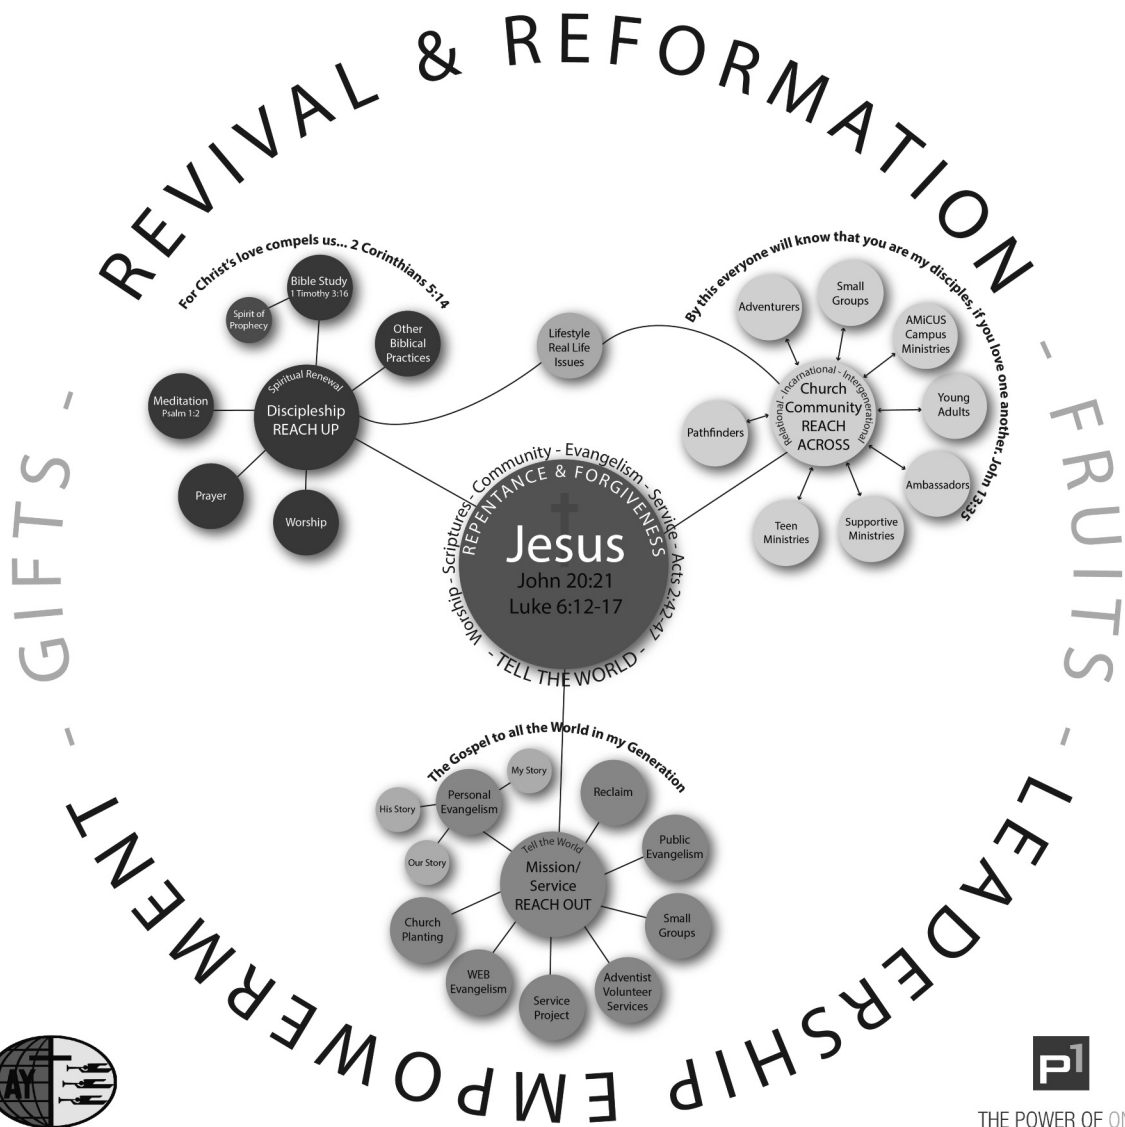 REVIVAL & REFORMATION
- GIFTS -
- FRUITS -
LEADERSHIP EMPOWERMENT
For Christ's love compels us... 2 Corinthians 5:14
Bible Study
1 Timothy 3:16
Spirit of
Prophecy
Other
Biblical
Practices
Meditation
Psalm 1:2
Prayer
Worship
Spiritual Renewal
Discipleship
REACH UP
Lifestyle
Real Life
Issues
By this everyone will know that you are my disciples, if you love one another. John 13:35
Adventurers
Small
Groups
AMiCUS
Campus
Ministries
Young
Adults
Ambassadors
Supportive
Ministries
Teen
Ministries
Pathfinders
Relational - Incarnational - Intergenerational
Church
Community
REACH
ACROSS
Worship - Scriptures - Community - Evangelism - Service - Acts 2:42-47
- TELL THE WORLD -
REPENTANCE & FORGIVENESS
Jesus
John 20:21
Luke 6:12-17
The Gospel to all the World in my Generation
My Story
His Story
Our Story
Personal
Evangelism
Reclaim
Public
Evangelism
Small
Groups
Adventist
Volunteer
Services
Service
Project
WEB
Evangelism
Church
Planting
Tell the World
Mission/
Service
REACH OUT
AY
P1
THE POWER OF